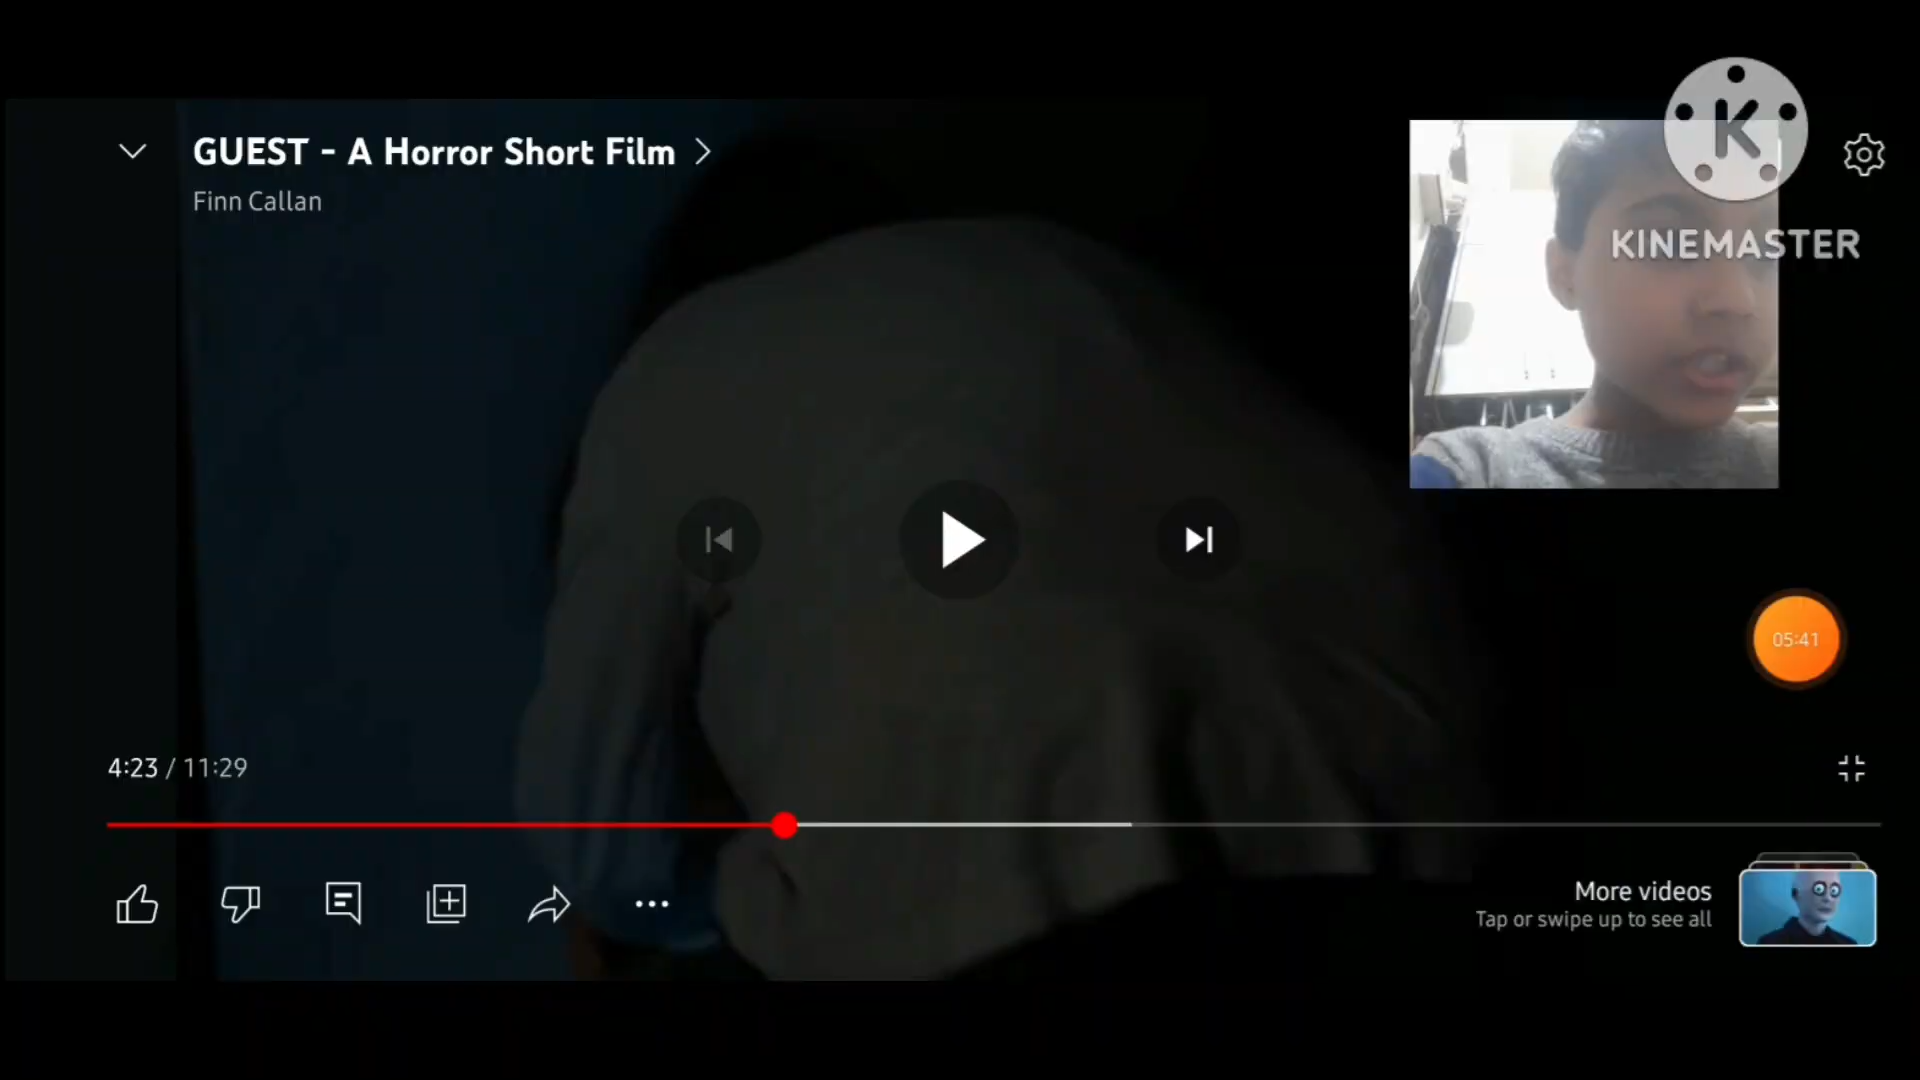 GUEST - A Horror Short Film
Finn Callan
K
KINEMASTER
05:41
4:23 / 11:29
More videos
Tap or swipe up to see all